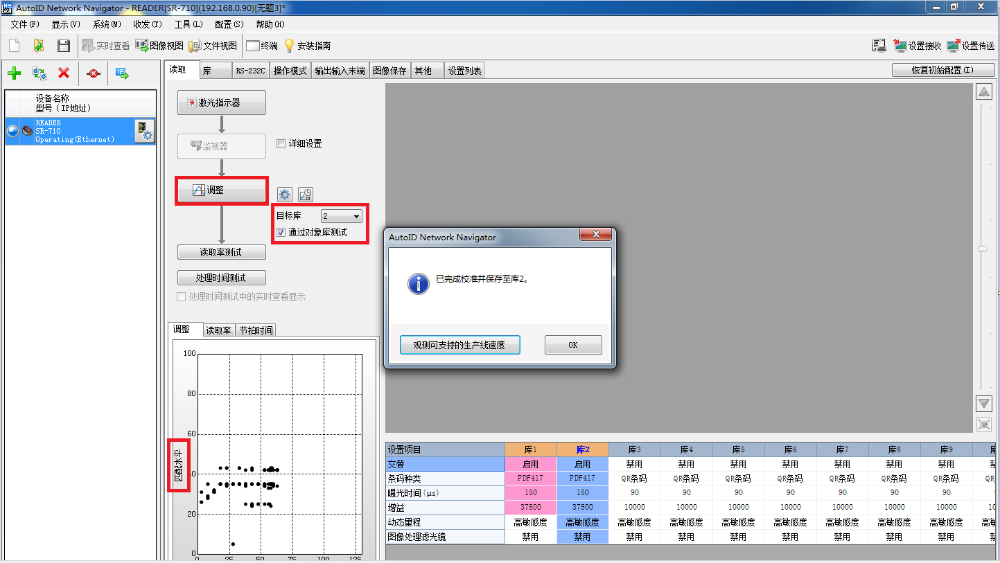 AutoID Network Navigator - READER[SR-710](192.168.0.90)[无题3]*
文件(F) 显示(V) 系统(M) 收发(T) 工具(L) 配置(S) 帮助(H)
实时查看 图像视图 文件视图 终端 安装指南 设置接收 设置传送
读取 库 RS-232C 操作模式 输出输入末端 图像保存 其他 设置列表 恢复初始配置(I)
设备名称
型号（IP地址）
READER
SR-710
Operating(Ethernet)
激光指示器
监视器 详细设置
调整
目标库 2
通过对象库测试
读取率测试
处理时间测试
处理时间测试中的实时查看显示
调整 读取率 节拍时间
匹配水平
100
80
60
40
20
0
0 25 50 75 100 125
AutoID Network Navigator
已完成校准并保存至库2。
观测可支持的生产线速度 OK
设置项目 库1 库2 库3 库4 库5 库6 库7 库8 库9 库
交替 启用 启用 禁用 禁用 禁用 禁用 禁用 禁用 禁用 禁
条码种类 PDF417 PDF417 QR条码 QR条码 QR条码 QR条码 QR条码 QR条码 QR条码 QR
曝光时间(μs) 150 150 90 90 90 90 90 90 90
增益 37500 37500 10000 10000 10000 10000 10000 10000 10000 10
动态量程 高敏感度 高敏感度 高敏感度 高敏感度 高敏感度 高敏感度 高敏感度 高敏感度 高敏感度 高敏
图像处理滤光镜 禁用 禁用 禁用 禁用 禁用 禁用 禁用 禁用 禁用 禁